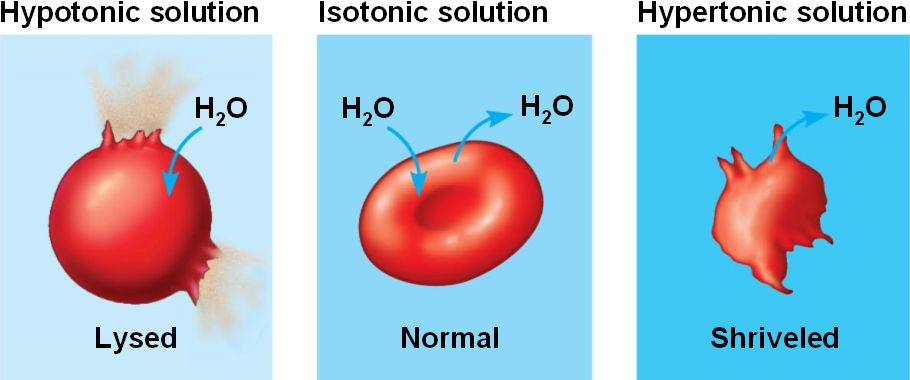 Hypotonic solution
H₂O
Lysed
Isotonic solution
H₂O
H₂O
Normal
Hypertonic solution
H₂O
Shriveled